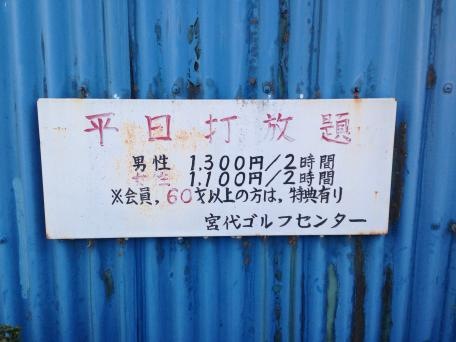 平日打放題
男性 1,300円/2時間
女性 1,100円/2時間
※会員,60才以上の方は,特典有り
宮代ゴルフセンター